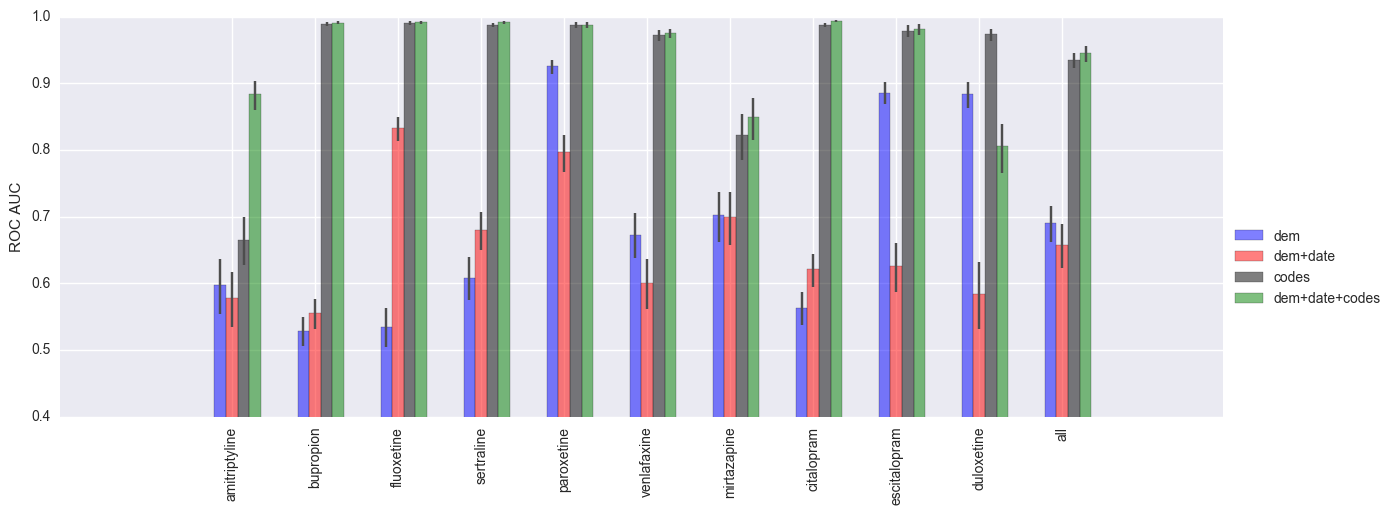 1.0
0.9
0.8
0.7
0.6
0.5
0.4
ROC AUC
amitriptyline
bupropion
fluoxetine
sertraline
paroxetine
venlafaxine
mirtazapine
citalopram
escitalopram
duloxetine
all
dem
dem+date
codes
dem+date+codes